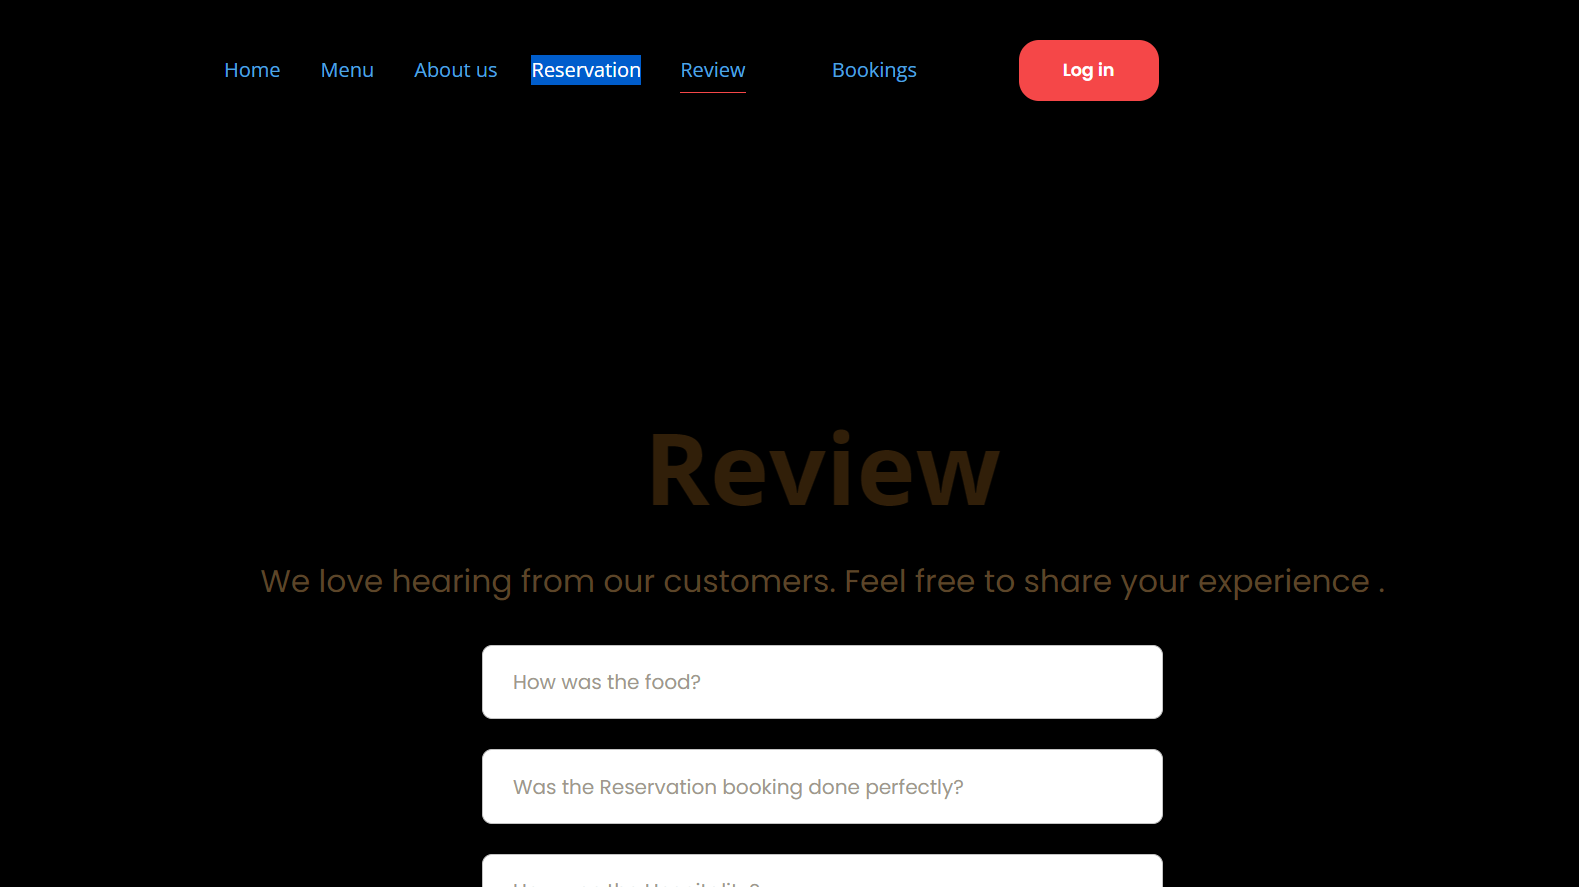 Home Menu About us Reservation Review Bookings Log in
Review
We love hearing from our customers. Feel free to share your experience .
How was the food?
Was the Reservation booking done perfectly?